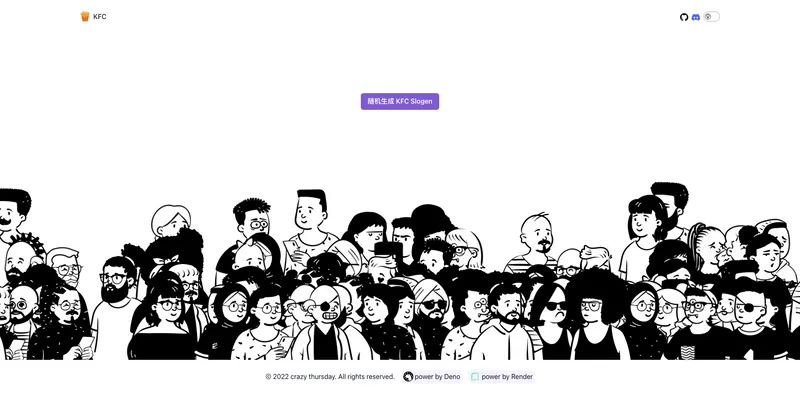 KFC
随机生成 KFC Slogen
© 2022 crazy thursday. All rights reserved. power by Deno power by Render